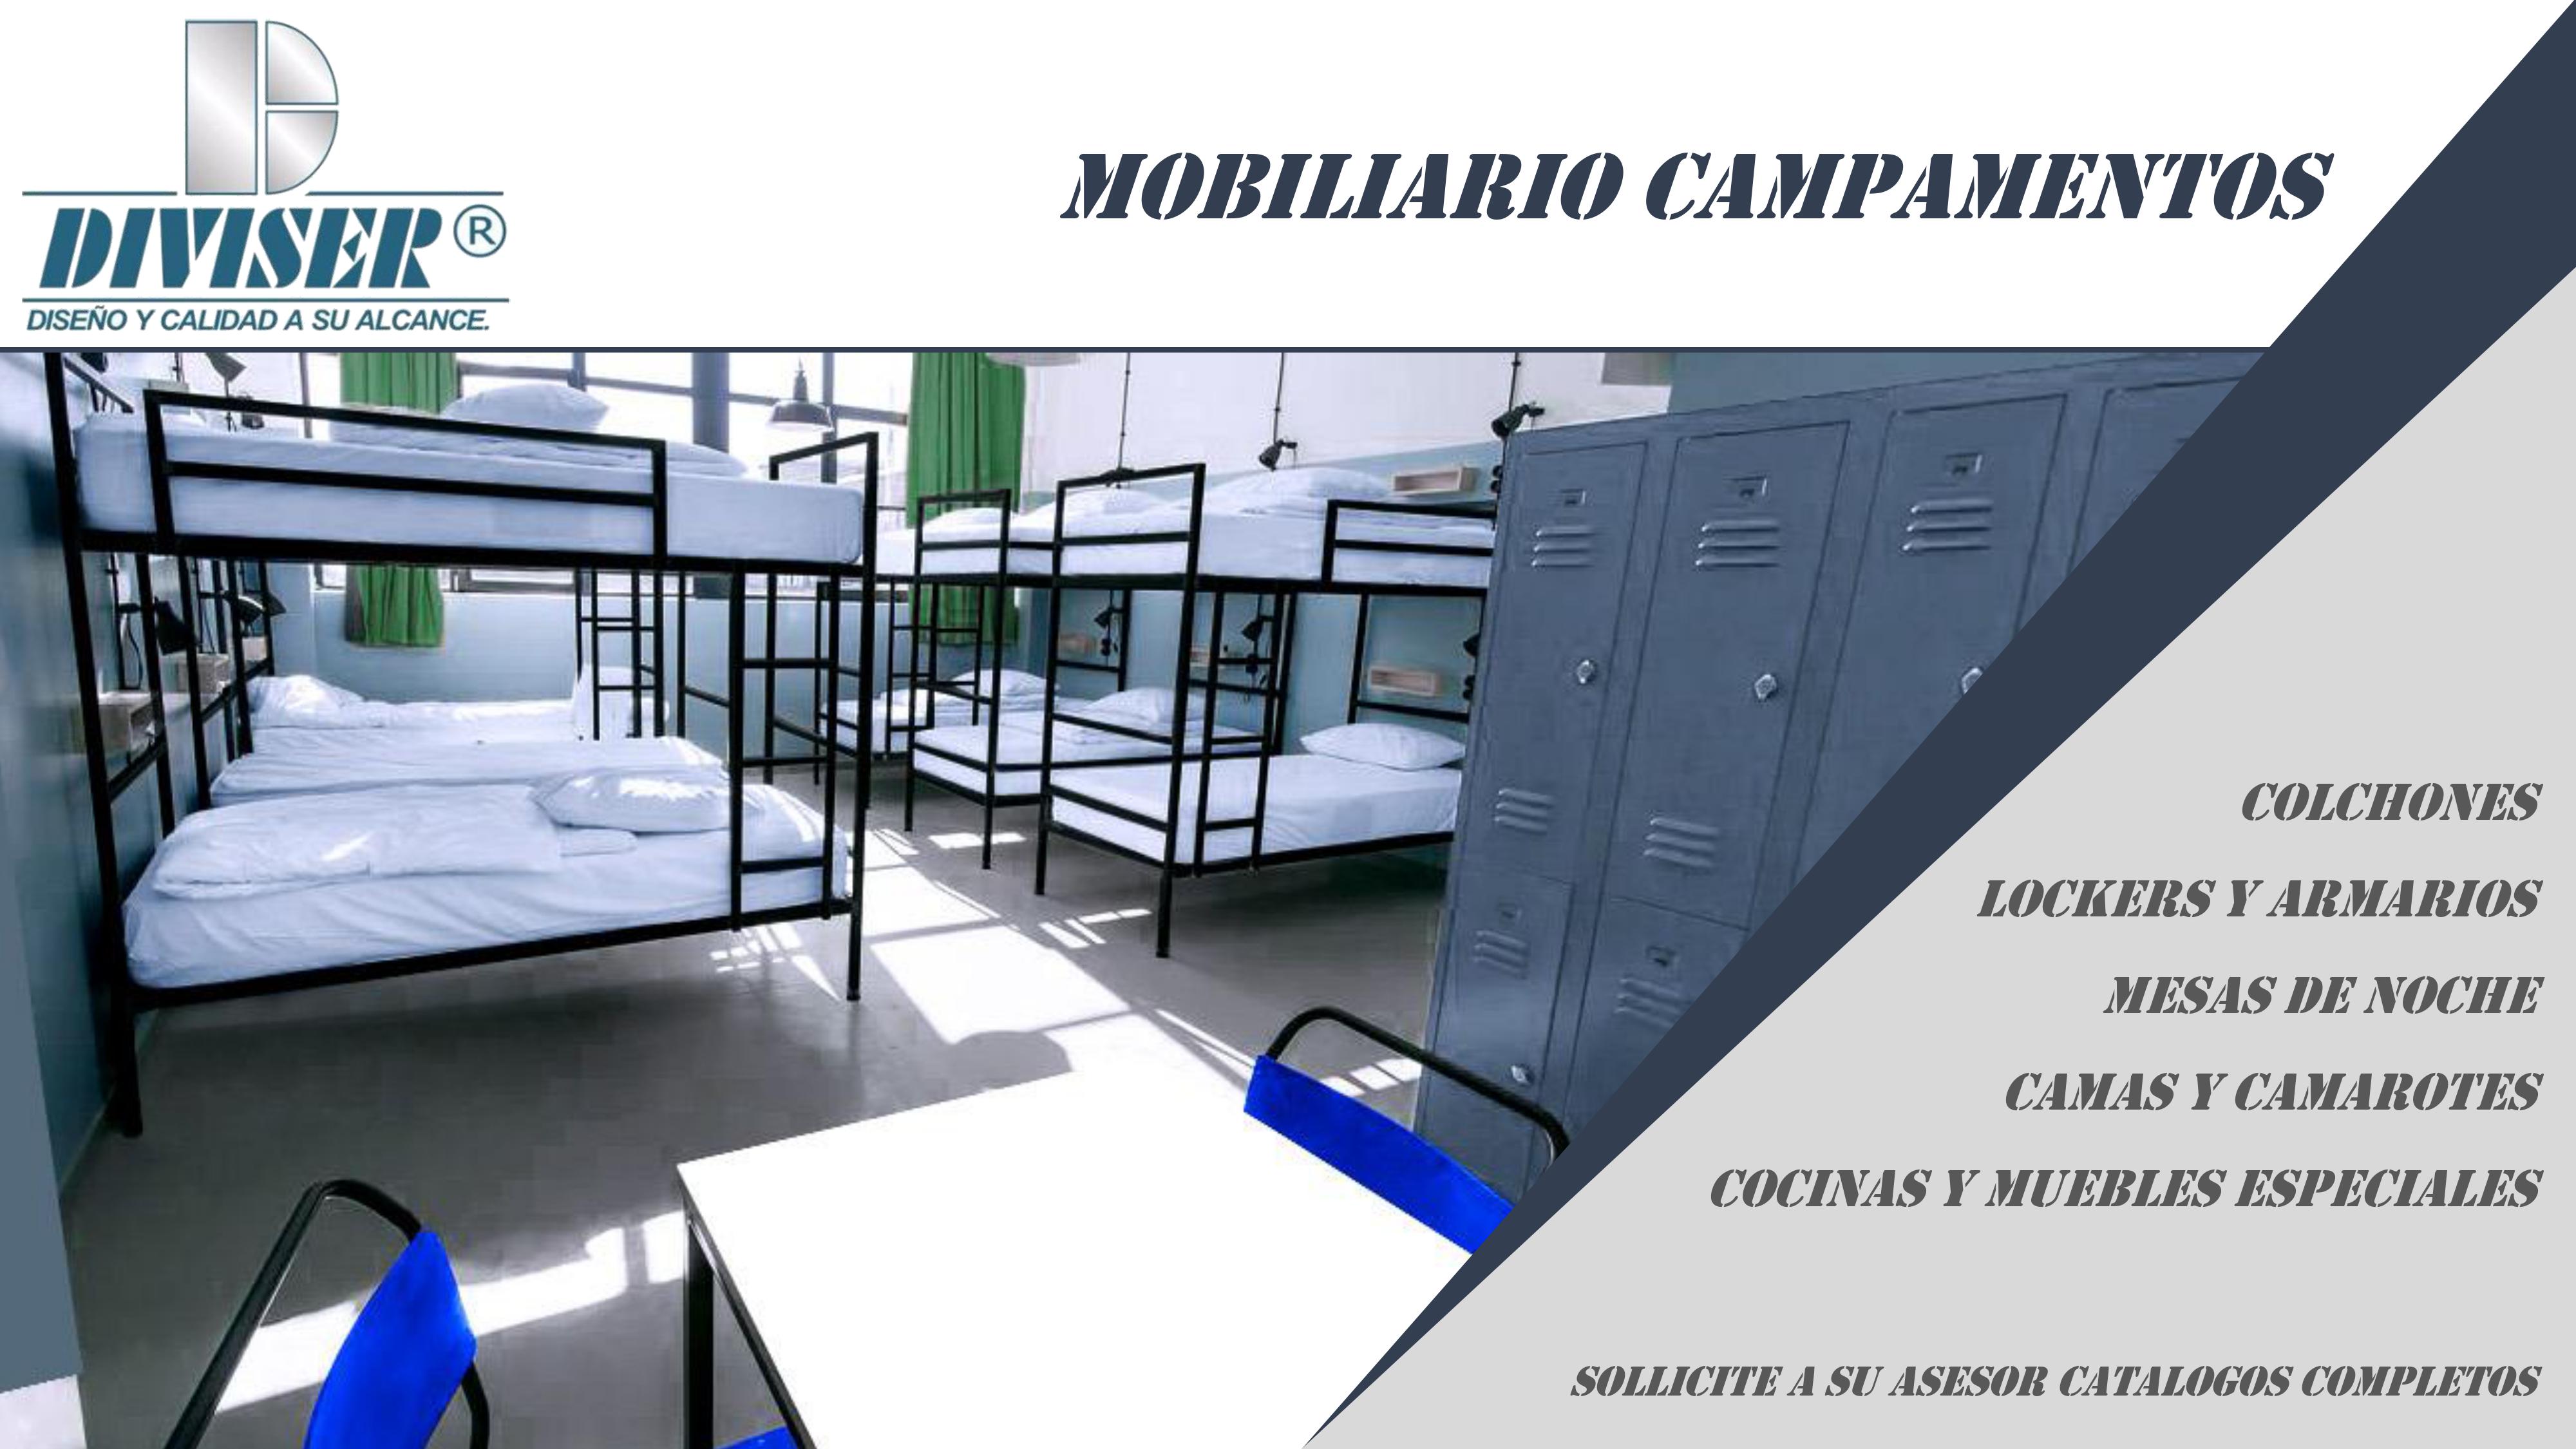 DIVISER®
DISEÑO Y CALIDAD A SU ALCANCE.
MOBILIARIO CAMPAMENTOS
COLCHONES
LOCKERS Y ARMARIOS
MESAS DE NOCHE
CAMAS Y CAMAROTES
COCINAS Y MUEBLES ESPECIALES
SOLLICITE A SU ASESOR CATALOGOS COMPLETOS